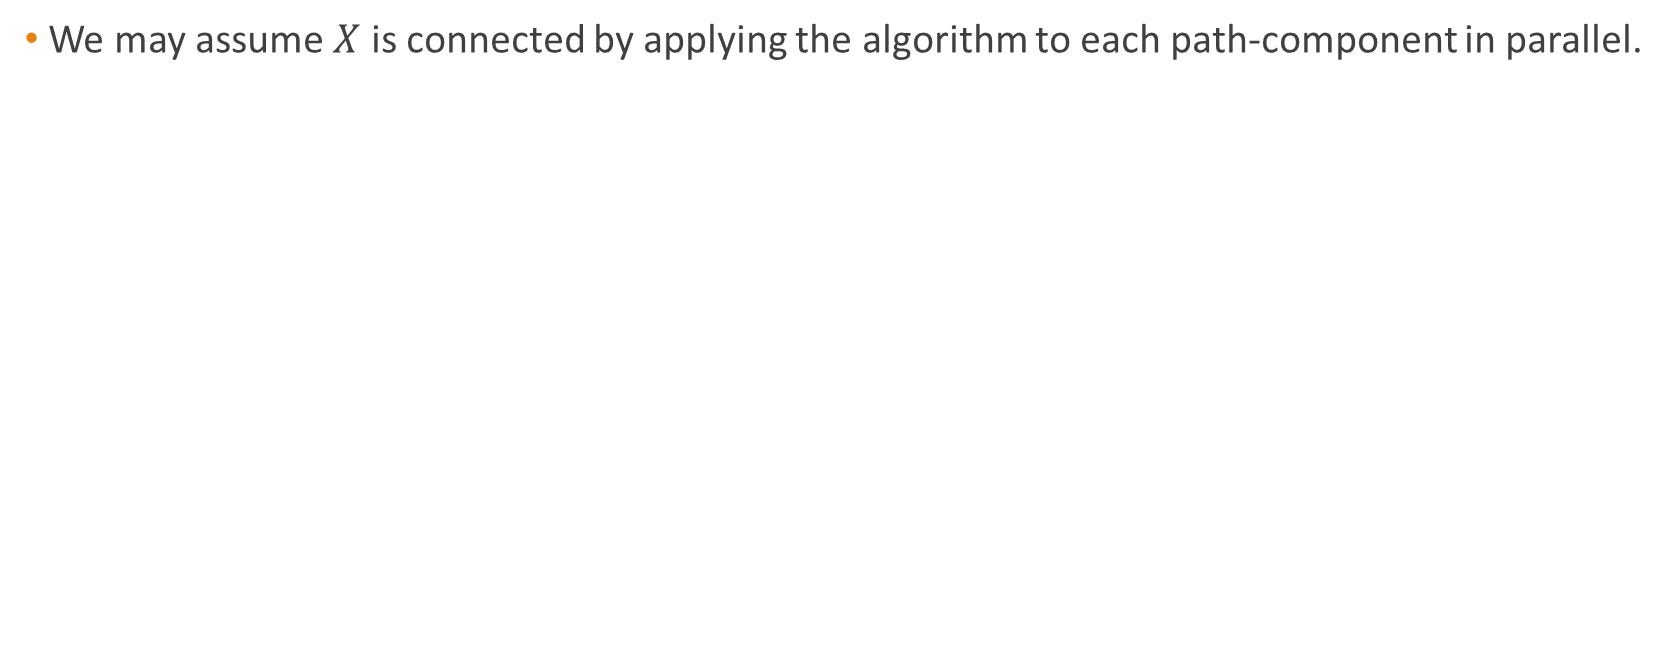 • We may assume X is connected by applying the algorithm to each path-component in parallel.